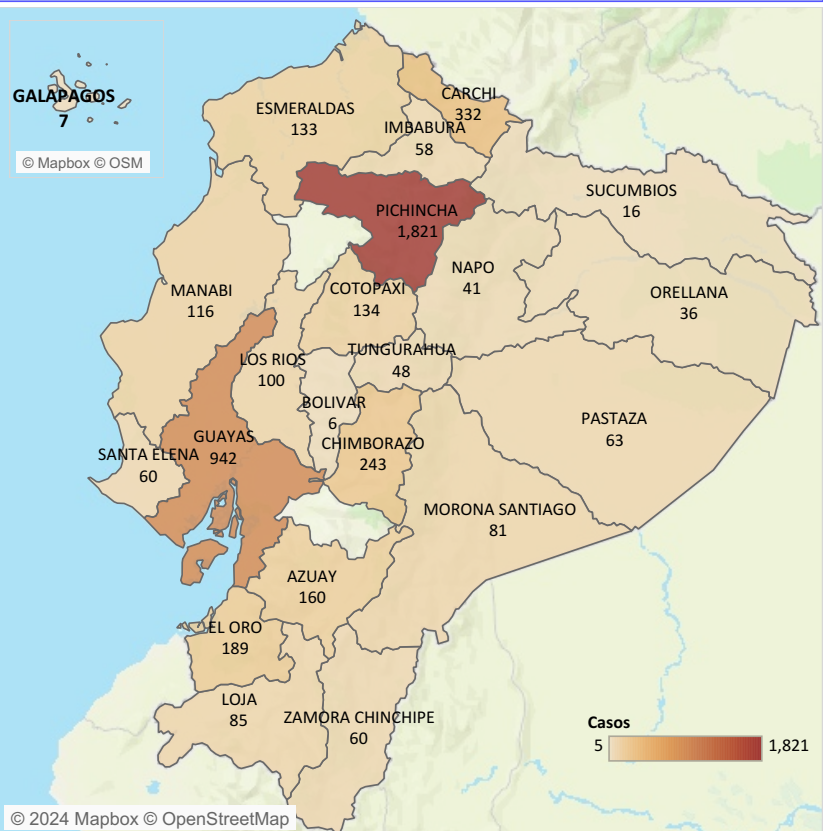 GALAPAGOS
7
© Mapbox © OSM
ESMERALDAS
133
CARCHI
332
IMBABURA
58
SUCUMBIOS
16
PICHINCHA
1,821
NAPO
41
ORELLANA
36
MANABI
116
COTOPAXI
134
TUNGURAHUA
48
LOS RIOS
100
BOLIVAR
6
PASTAZA
63
GUAYAS
942
CHIMBORAZO
243
SANTA ELENA
60
MORONA SANTIAGO
81
AZUAY
160
EL ORO
189
LOJA
85
ZAMORA CHINCHIPE
60
Casos
5 1,821
© 2024 Mapbox © OpenStreetMap